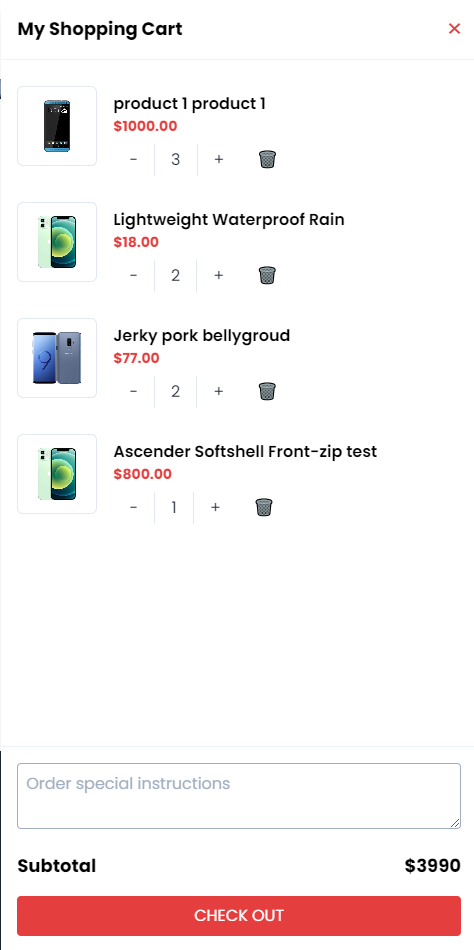 My Shopping Cart
×
product 1 product 1
$1000.00
- 3 +
Lightweight Waterproof Rain
$18.00
- 2 +
Jerky pork bellygroud
$77.00
- 2 +
Ascender Softshell Front-zip test
$800.00
- 1 +
Order special instructions
Subtotal $3990
CHECK OUT